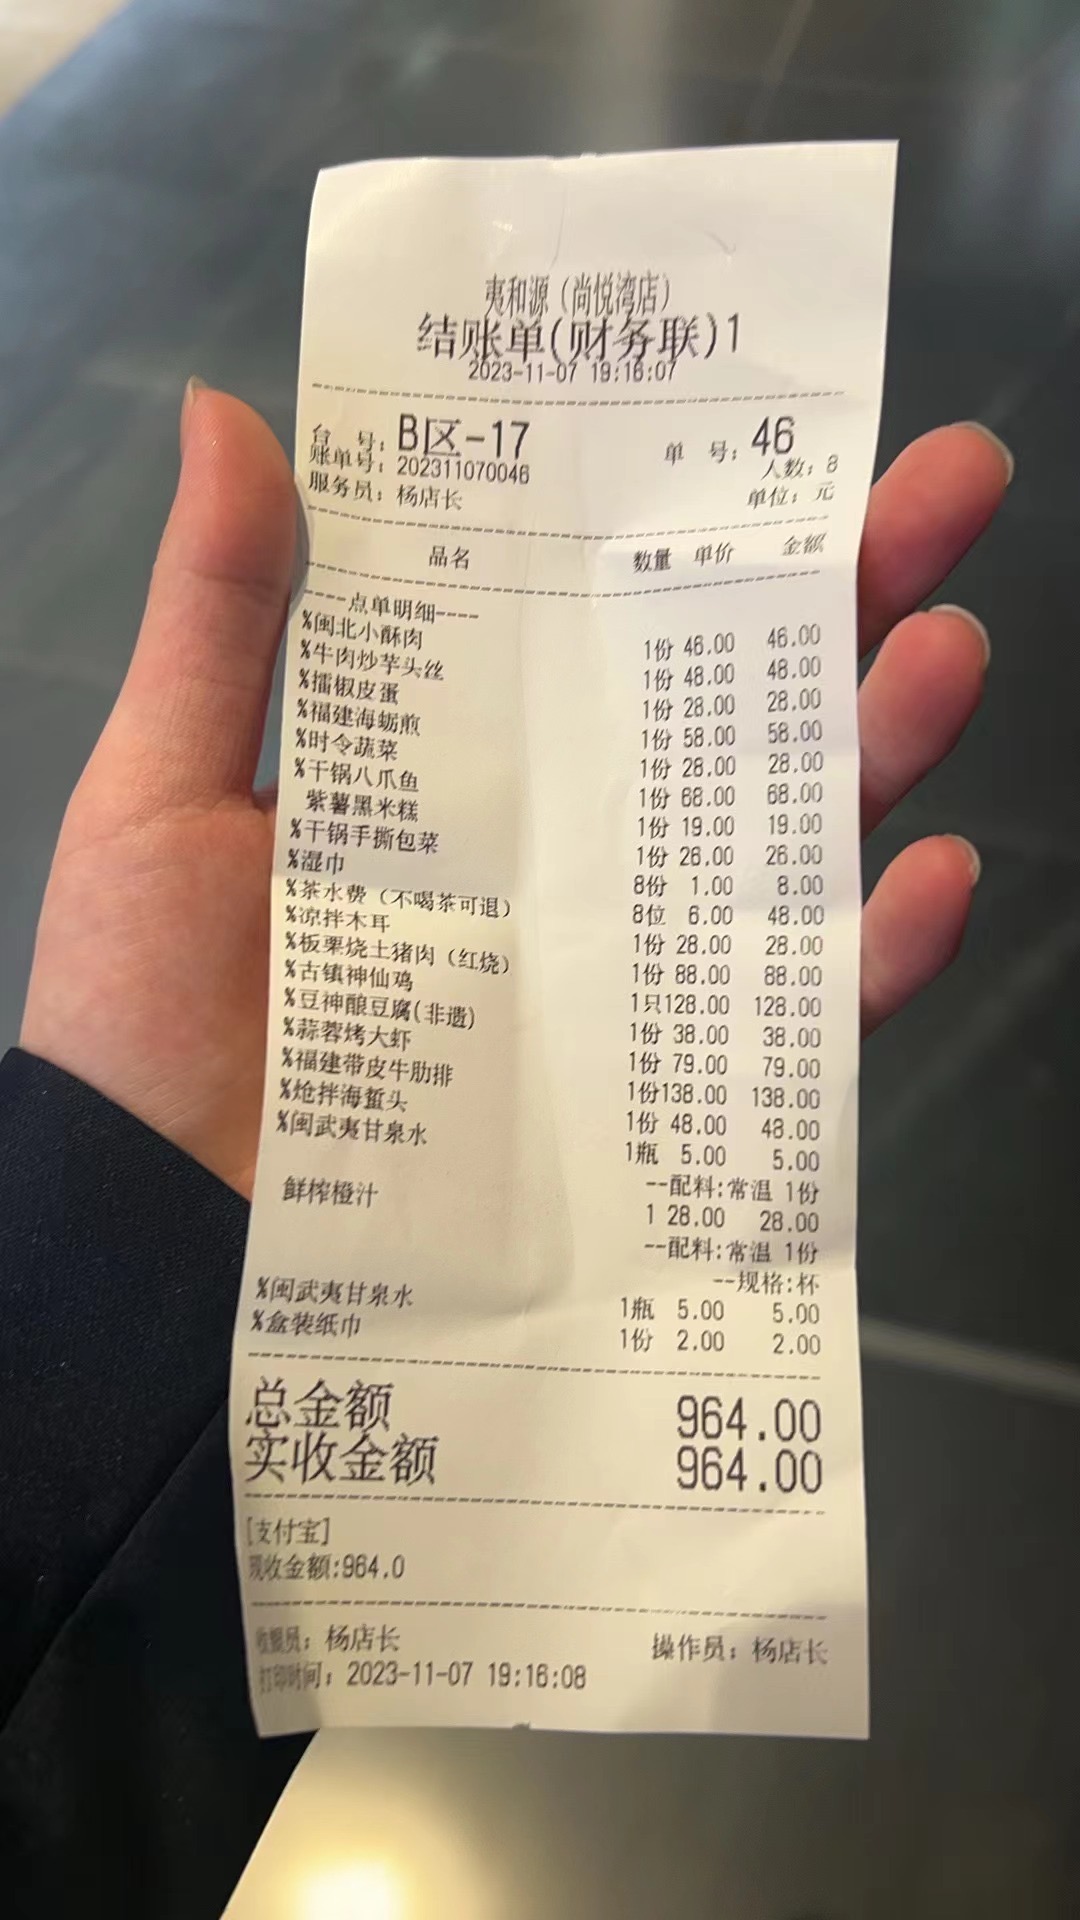 夷和源（尚悦湾店）
结账单(财务联)1
2023-11-07 19:16:07
台 号：B区-17 单 号：46
账单号：202311070046 人数：8
服务员：杨店长 单位：元
品名 数量 单价 金额
----点单明细----
%闽北小酥肉 1份 46.00 46.00
%牛肉炒芋头丝 1份 48.00 48.00
%擂椒皮蛋 1份 28.00 28.00
%福建海蛎煎 1份 58.00 58.00
%时令蔬菜 1份 28.00 28.00
%干锅八爪鱼 1份 68.00 68.00
紫薯黑米糕 1份 19.00 19.00
%干锅手撕包菜 1份 26.00 26.00
%湿巾 8份 1.00 8.00
%茶水费（不喝茶可退） 8位 6.00 48.00
%凉拌木耳 1份 28.00 28.00
%板栗烧土猪肉（红烧） 1份 88.00 88.00
%古镇神仙鸡 1只128.00 128.00
%豆神酿豆腐(非遗) 1份 38.00 38.00
%蒜蓉烤大虾 1份 79.00 79.00
%福建带皮牛肋排 1份138.00 138.00
%炝拌海蜇头 1份 48.00 48.00
%闽武夷甘泉水 1瓶 5.00 5.00
--配料:常温 1份
鲜榨橙汁 1 28.00 28.00
--配料:常温 1份
--规格:杯
%闽武夷甘泉水 1瓶 5.00 5.00
%盒装纸巾 1份 2.00 2.00
总金额 964.00
实收金额 964.00
[支付宝]
现收金额:964.0
收银员：杨店长 操作员：杨店长
打印时间：2023-11-07 19:16:08